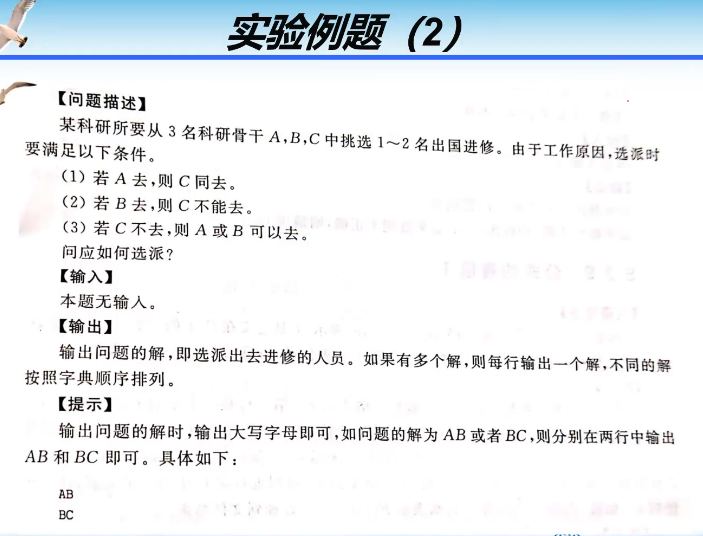 实验例题（2）
【问题描述】
某科研所要从 3 名科研骨干 A,B,C 中挑选 1～2 名出国进修。由于工作原因,选派时
要满足以下条件。
（1）若 A 去,则 C 同去。
（2）若 B 去,则 C 不能去。
（3）若 C 不去,则 A 或 B 可以去。
问应如何选派?
【输入】
本题无输入。
【输出】
输出问题的解,即选派出去进修的人员。如果有多个解,则每行输出一个解,不同的解
按照字典顺序排列。
【提示】
输出问题的解时,输出大写字母即可,如问题的解为 AB 或者 BC,则分别在两行中输出
AB 和 BC 即可。具体如下：
AB
BC